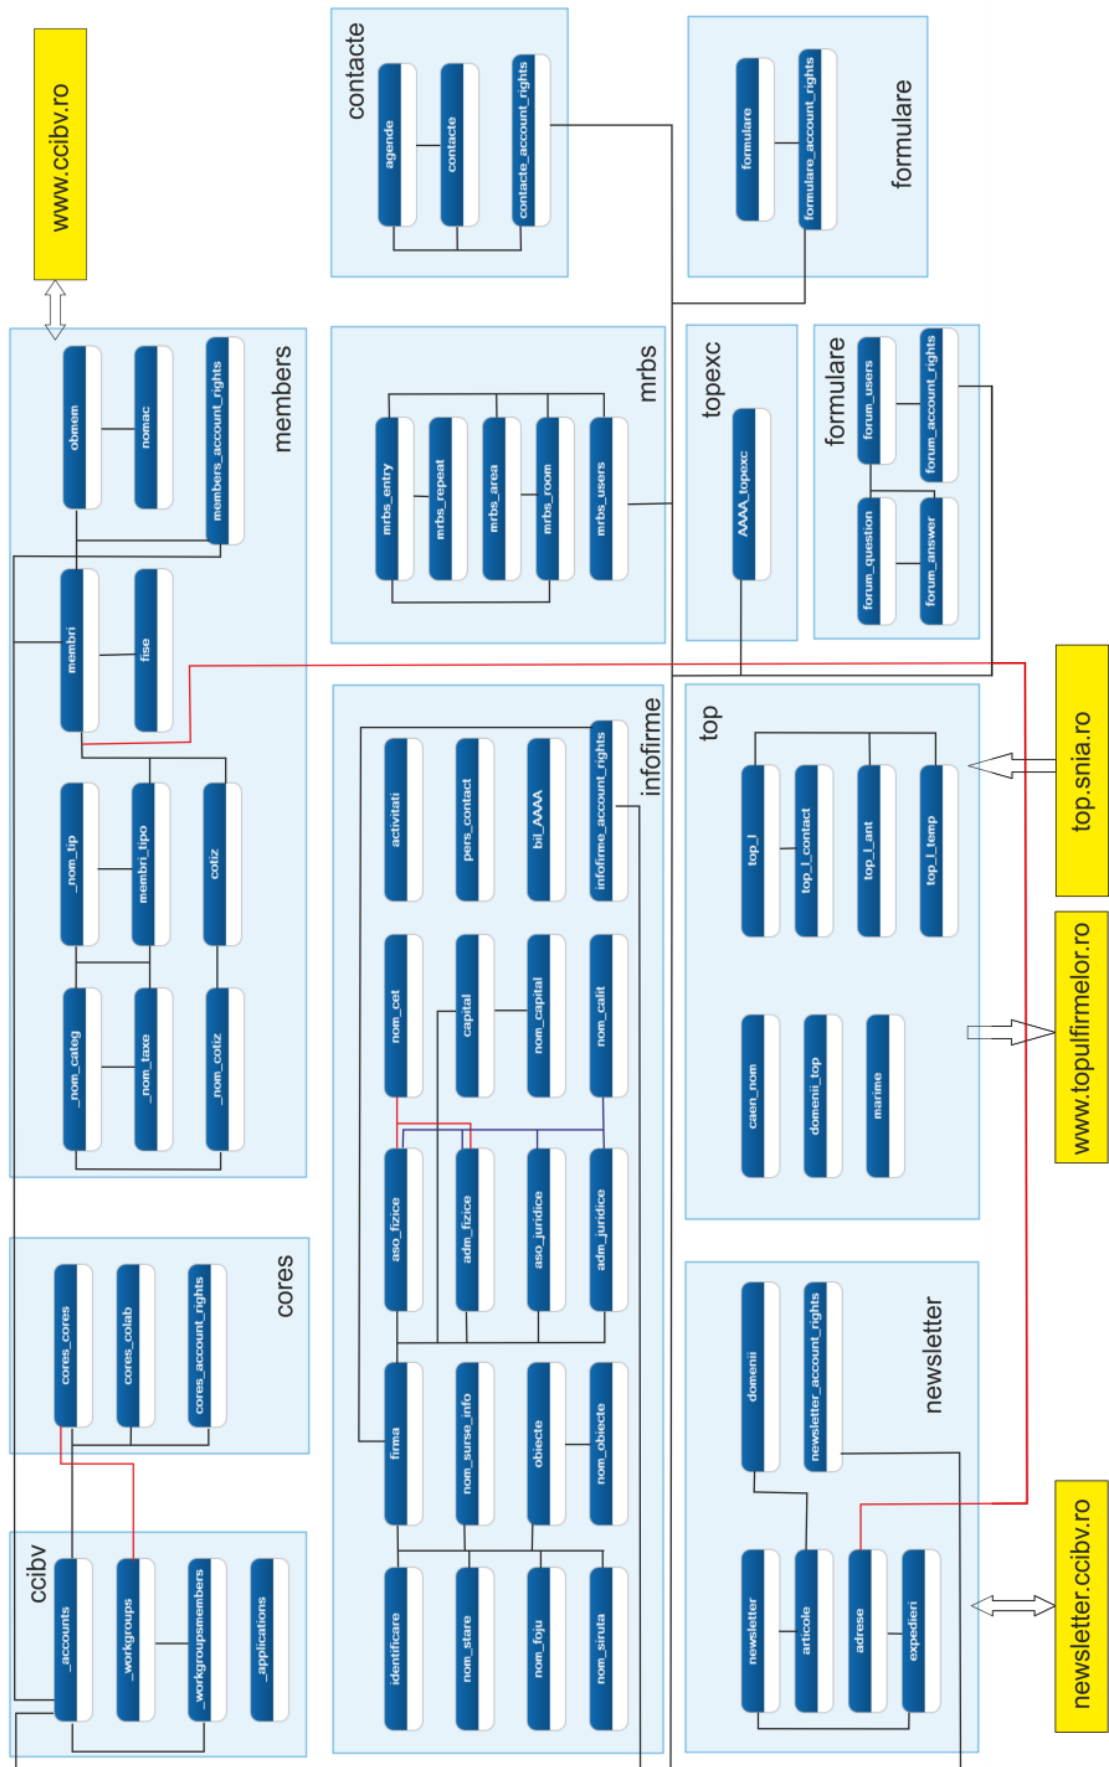 ccibv
_accounts
_workgroups
_workgroupsmembers
_applications
cores
cores_cores
cores_colab
cores_account_rights
members
_nom_categ
_nom_taxe
_nom_cotiz
_nom_tip
membri_tipo
cotiz
membri
fise
obmem
nomac
members_account_rights
www.ccibv.ro
infofirme
identificare
nom_stare
nom_foju
nom_siruta
firma
nom_surse_info
obiecte
nom_obiecte
aso_fizice
adm_fizice
aso_juridice
adm_juridice
nom_cet
capital
nom_capital
nom_calit
activitati
pers_contact
bil_AAAA
infofirme_account_rights
mrbs
mrbs_entry
mrbs_repeat
mrbs_area
mrbs_room
mrbs_users
contacte
agende
contacte
contacte_account_rights
newsletter
newsletter
articole
adrese
expedieri
domenii
newsletter_account_rights
top
caen_nom
domenii_top
marime
top_l
top_l_contact
top_l_ant
top_l_temp
topexc
AAAA_topexc
formulare
forum_question
forum_answer
forum_users
forum_account_rights
formulare
formulare
formulare_account_rights
newsletter.ccibv.ro
www.topulfirmelor.ro
top.snia.ro